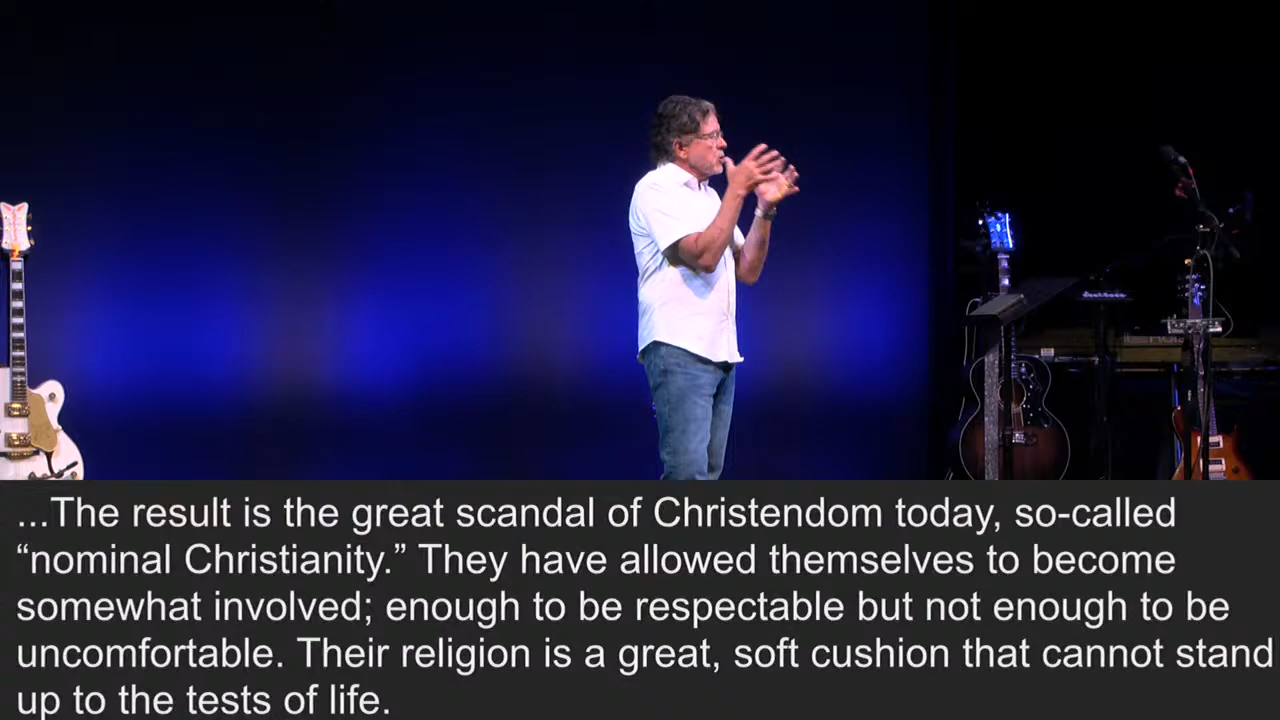 ...The result is the great scandal of Christendom today, so-called
“nominal Christianity.” They have allowed themselves to become
somewhat involved; enough to be respectable but not enough to be
uncomfortable. Their religion is a great, soft cushion that cannot stand
up to the tests of life.